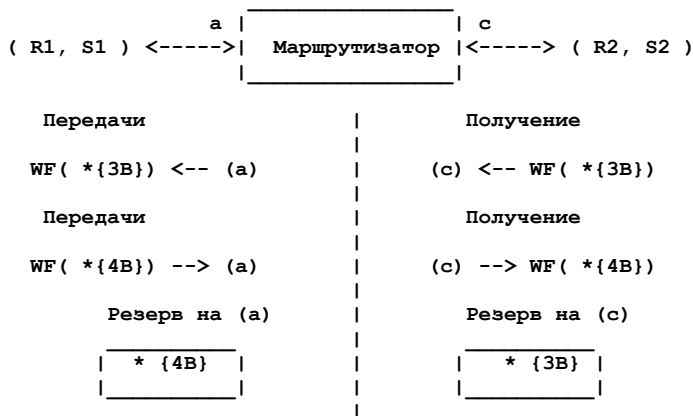 a | | c
( R1, S1 ) <----->| Маршрутизатор |<-----> ( R2, S2 )
Передачи | Получение
WF( *{3B}) <-- (a) | (c) <-- WF( *{3B})
Передачи | Получение
WF( *{4B}) --> (a) | (c) --> WF( *{4B})
Резерв на (a) | Резерв на (c)
| * {4B} | | | * {3B} |